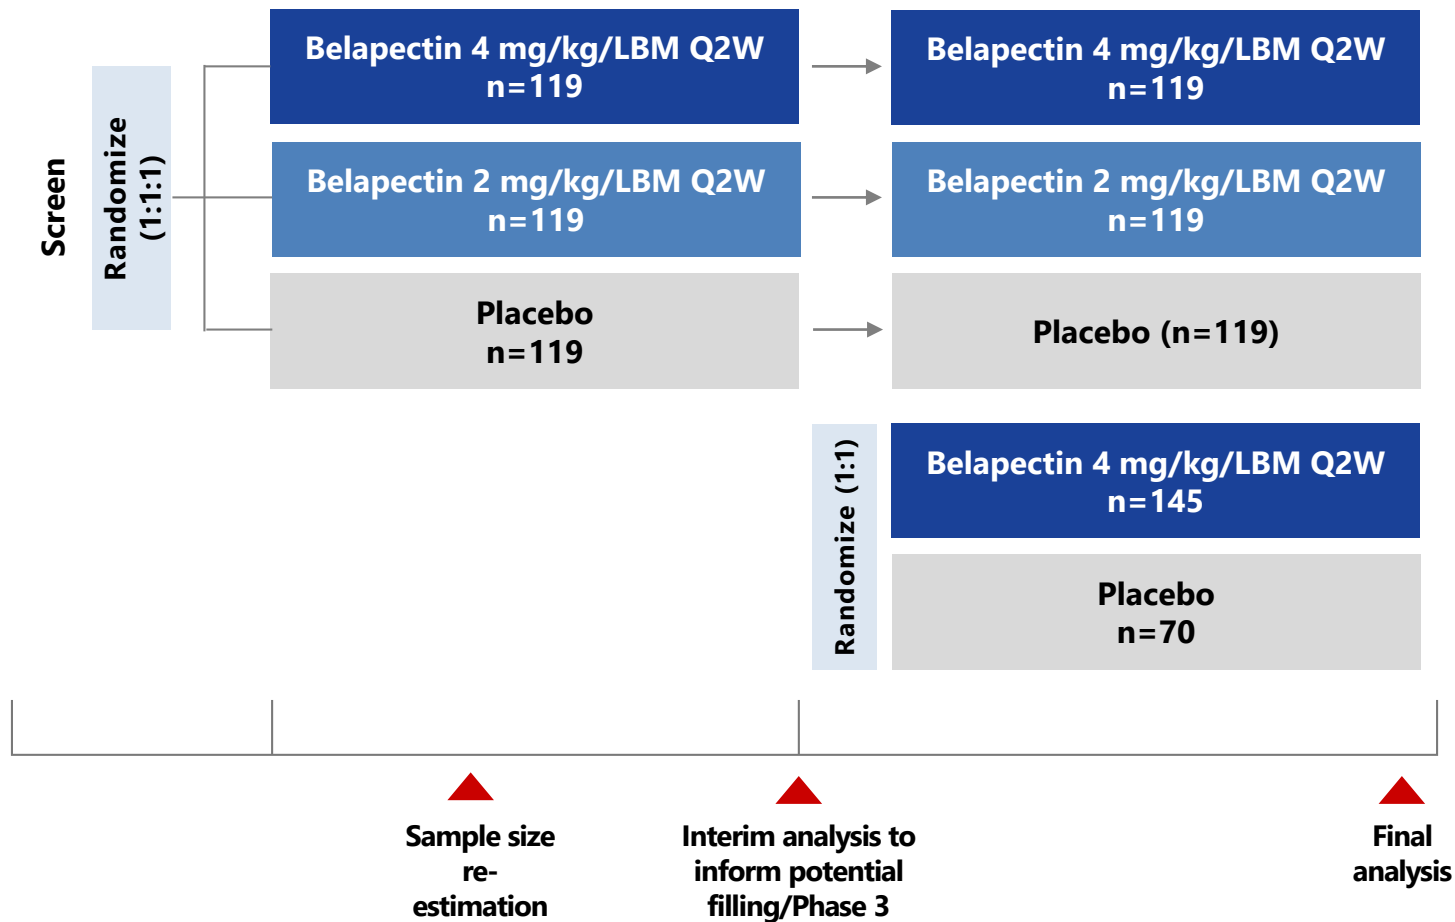 Screen
Randomize
(1:1:1)
Belapectin 4 mg/kg/LBM Q2W
n=119
Belapectin 2 mg/kg/LBM Q2W
n=119
Placebo
n=119
Belapectin 4 mg/kg/LBM Q2W
n=119
Belapectin 2 mg/kg/LBM Q2W
n=119
Placebo (n=119)
Randomize (1:1)
Belapectin 4 mg/kg/LBM Q2W
n=145
Placebo
n=70
Sample size
re-
estimation
Interim analysis to
inform potential
filling/Phase 3
Final
analysis